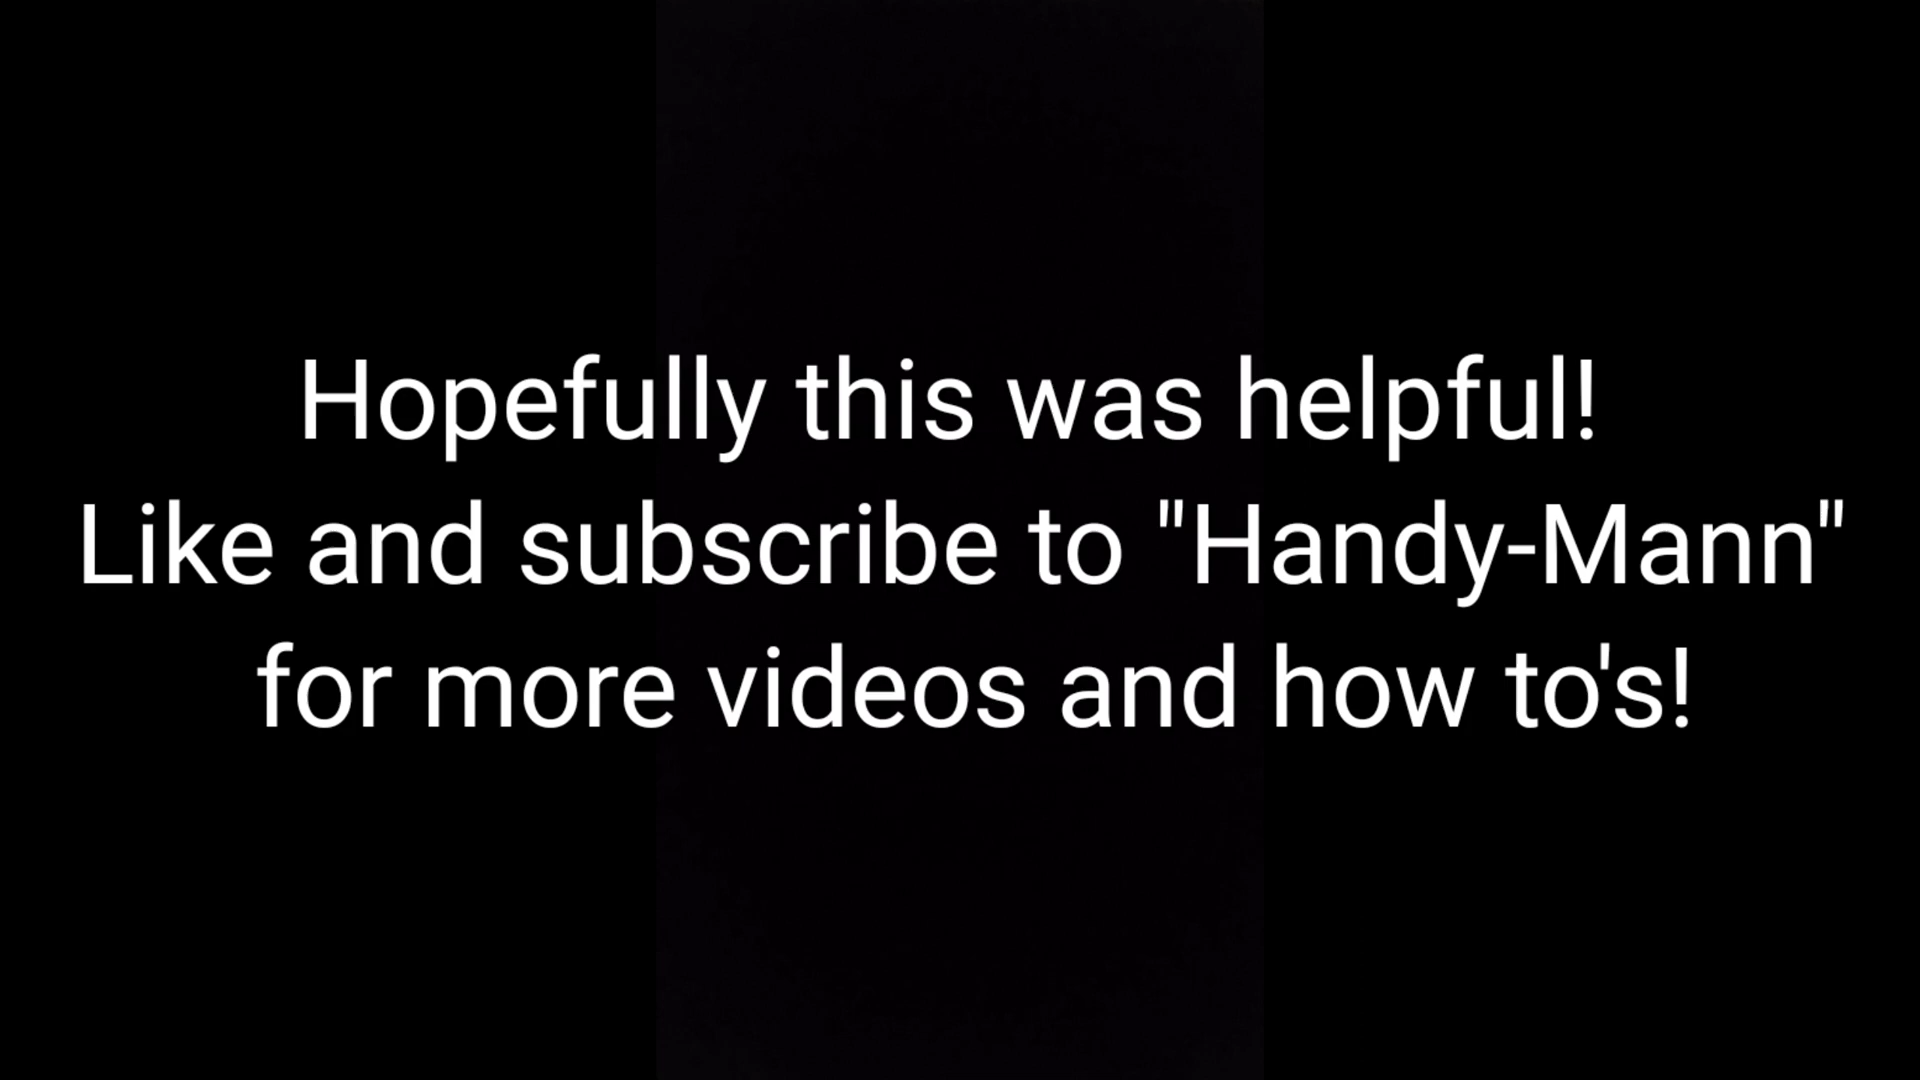 Hopefully this was helpful!
Like and subscribe to "Handy-Mann"
for more videos and how to's!